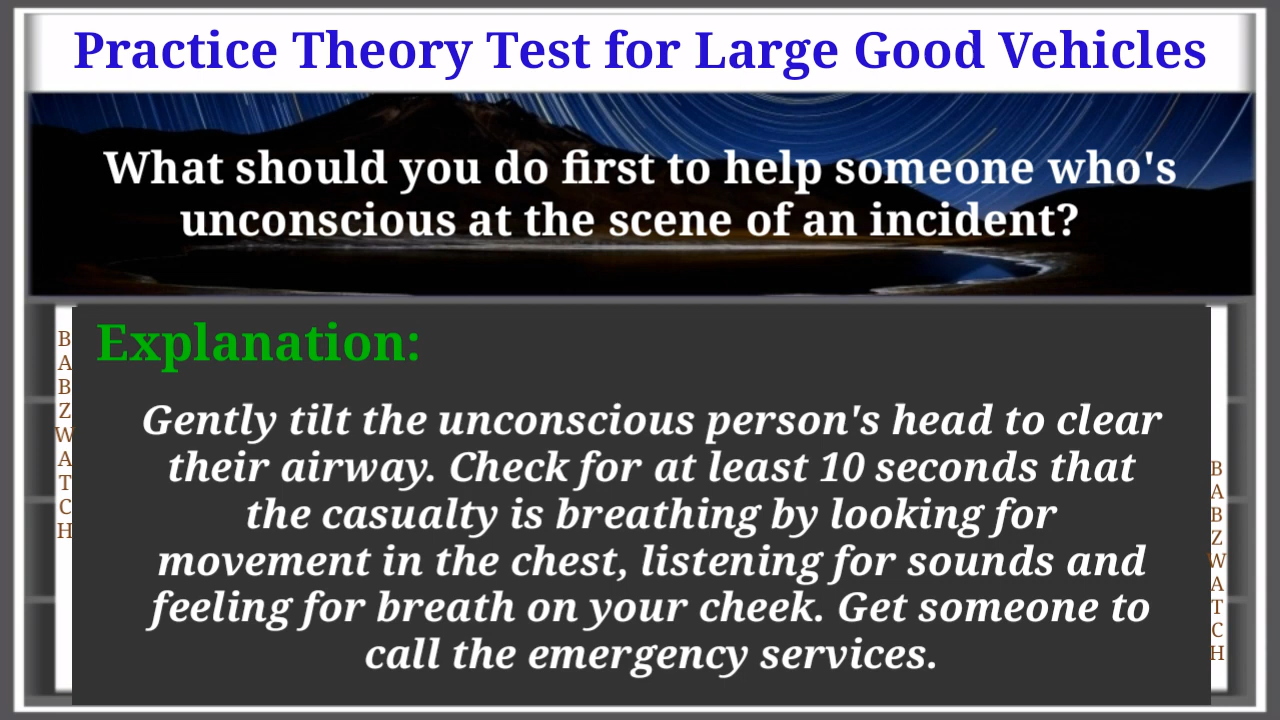 Practice Theory Test for Large Good Vehicles
What should you do first to help someone who's
unconscious at the scene of an incident?
Explanation:
Gently tilt the unconscious person's head to clear
their airway. Check for at least 10 seconds that
the casualty is breathing by looking for
movement in the chest, listening for sounds and
feeling for breath on your cheek. Get someone to
call the emergency services.
BABZWATCH
BABZWATCH